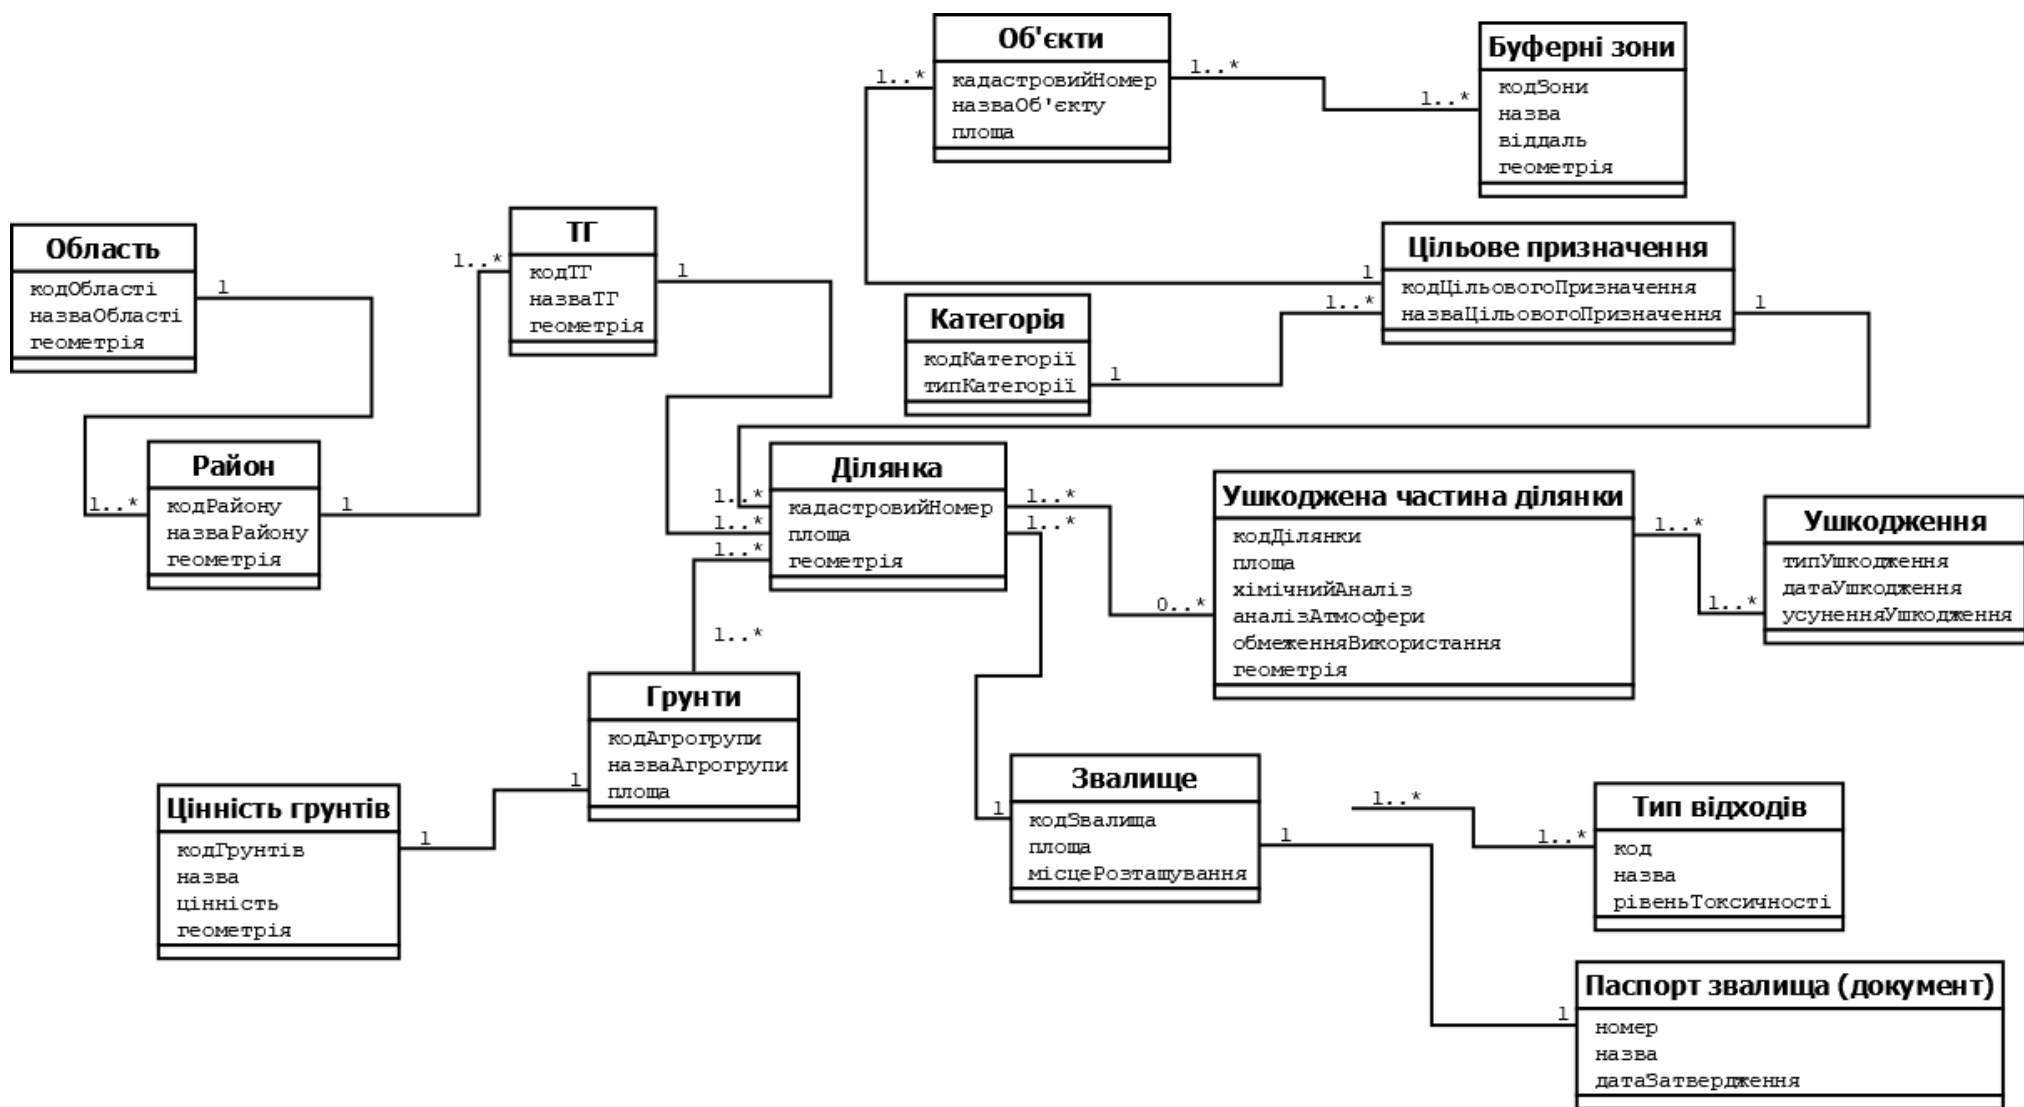 Об'єкти
кадастровийНомер
назваОб'єкту
площа
1..*
1..*
1..*
Буферні зони
кодЗони
назва
віддаль
геометрія
Область
кодОбласті
назваОбласті
геометрія
1
1..*
ТГ
кодТГ
назваТГ
геометрія
1
1..*
Цільове призначення
кодЦільовогоПризначення
назваЦільовогоПризначення
1
1..*
1
Категорія
кодКатегорії
типКатегорії
1
Район
кодРайону
назваРайону
геометрія
1
1..*
Ділянка
кадастровийНомер
площа
геометрія
1..*
1..*
1..*
1..*
1..*
Ушкоджена частина ділянки
кодДілянки
площа
хімічнийАналіз
аналізАтмосфери
обмеженняВикористання
геометрія
0..*
1..*
Ушкодження
типУшкодження
датаУшкодження
усуненняУшкодження
1..*
1..*
Грунти
кодАгрогрупи
назваАгрогрупи
площа
1
Цінність грунтів
кодГрунтів
назва
цінність
геометрія
1
Звалище
кодЗвалища
площа
місцеРозташування
1
1
1..*
1..*
Тип відходів
код
назва
рівеньТоксичності
Паспорт звалища (документ)
номер
назва
датаЗатвердження
1